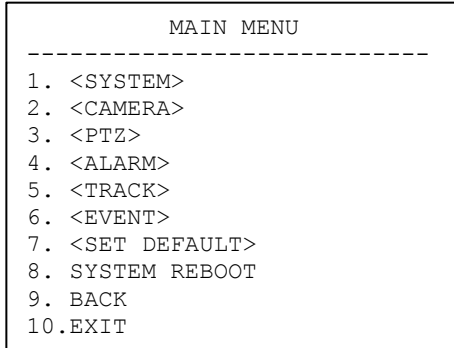 MAIN MENU
----------------------------
1. <SYSTEM>
2. <CAMERA>
3. <PTZ>
4. <ALARM>
5. <TRACK>
6. <EVENT>
7. <SET DEFAULT>
8. SYSTEM REBOOT
9. BACK
10.EXIT